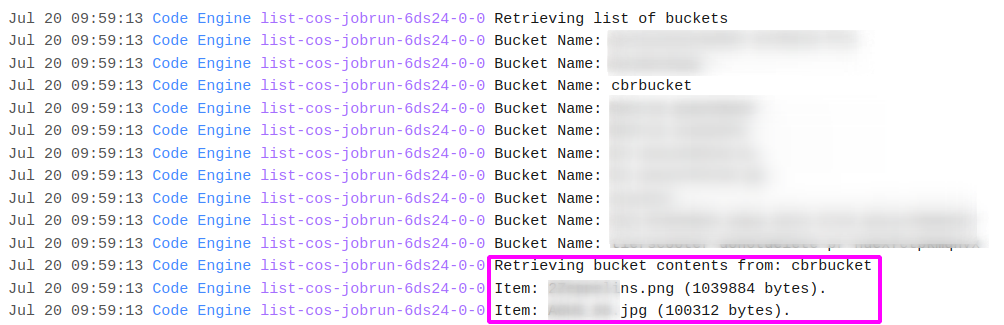 Jul 20 09:59:13 Code Engine list-cos-jobrun-6ds24-0-0 Retrieving list of buckets
Jul 20 09:59:13 Code Engine list-cos-jobrun-6ds24-0-0 Bucket Name:
Jul 20 09:59:13 Code Engine list-cos-jobrun-6ds24-0-0 Bucket Name:
Jul 20 09:59:13 Code Engine list-cos-jobrun-6ds24-0-0 Bucket Name: cbrbucket
Jul 20 09:59:13 Code Engine list-cos-jobrun-6ds24-0-0 Bucket Name:
Jul 20 09:59:13 Code Engine list-cos-jobrun-6ds24-0-0 Bucket Name:
Jul 20 09:59:13 Code Engine list-cos-jobrun-6ds24-0-0 Bucket Name:
Jul 20 09:59:13 Code Engine list-cos-jobrun-6ds24-0-0 Bucket Name:
Jul 20 09:59:13 Code Engine list-cos-jobrun-6ds24-0-0 Bucket Name:
Jul 20 09:59:13 Code Engine list-cos-jobrun-6ds24-0-0 Bucket Name:
Jul 20 09:59:13 Code Engine list-cos-jobrun-6ds24-0-0 Bucket Name:
Jul 20 09:59:13 Code Engine list-cos-jobrun-6ds24-0-0 Retrieving bucket contents from: cbrbucket
Jul 20 09:59:13 Code Engine list-cos-jobrun-6ds24-0-0 Item: ns.png (1039884 bytes).
Jul 20 09:59:13 Code Engine list-cos-jobrun-6ds24-0-0 Item: .jpg (100312 bytes).